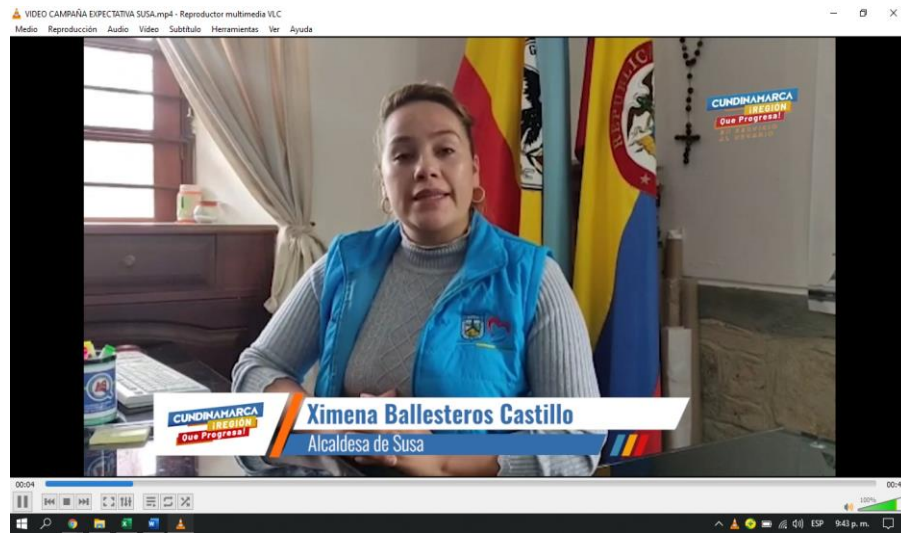 VIDEO CAMPAÑA EXPECTATIVA SUSA.mp4 - Reproductor multimedia VLC
Medio Reproducción Audio Video Subtítulo Herramientas Ver Ayuda
REPUBLIC
CUNDINAMARCA
¡REGIÓN
Que Progresa!
CUNDINAMARCA
¡REGIÓN
Que Progresa!
Ximena Ballesteros Castillo
Alcaldesa de Susa
00:04
100%
ESP 9:43 p. m.